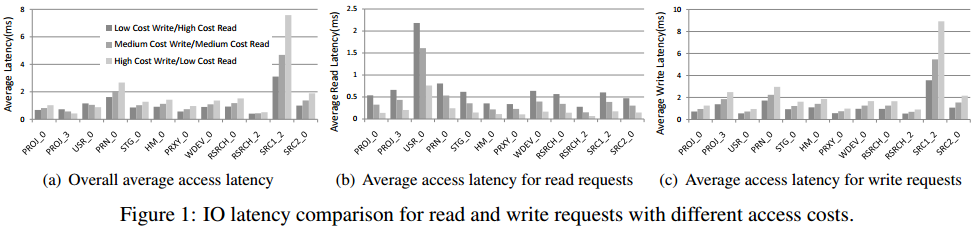 8
6
4
2
0
Average Latency(ms)
Low Cost Write/High Cost Read
Medium Cost Write/Medium Cost Read
High Cost Write/Low Cost Read
PROJ_0 PROJ_3 USR_0 PRN_0 STG_0 HM_0 PRXY_0 WDEV_0 RSRCH_0 RSRCH_2 SRC1_2 SRC2_0
(a) Overall average access latency
2.5
2
1.5
1
0.5
0
Average Read Latency(ms)
PROJ_0 PROJ_3 USR_0 PRN_0 STG_0 HM_0 PRXY_0 WDEV_0 RSRCH_0 RSRCH_2 SRC1_2 SRC2_0
(b) Average access latency for read requests
10
8
6
4
2
0
Average Write Latency(ms)
PROJ_0 PROJ_3 USR_0 PRN_0 STG_0 HM_0 PRXY_0 WDEV_0 RSRCH_0 RSRCH_2 SRC1_2 SRC2_0
(c) Average access latency for write requests
Figure 1: IO latency comparison for read and write requests with different access costs.